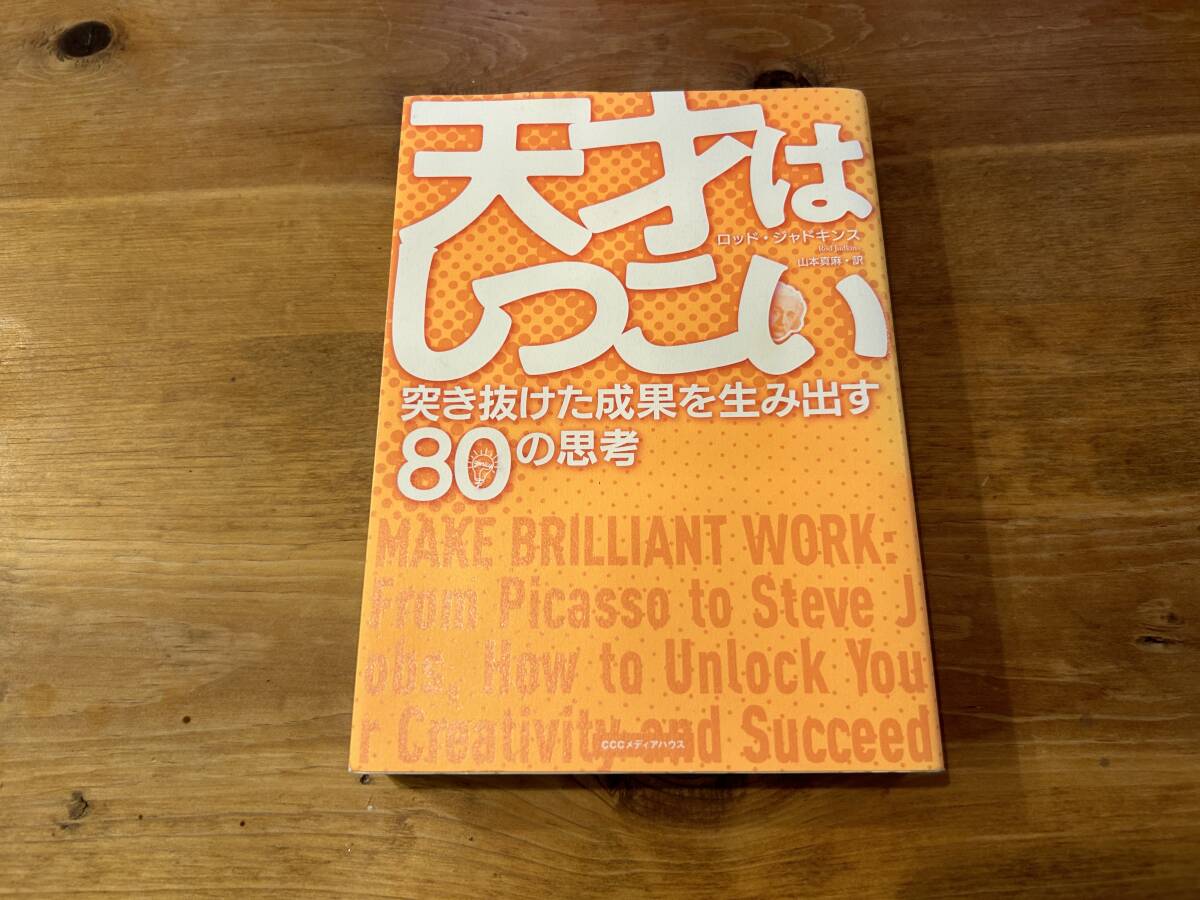 天才は
しつこい
ロッド・ジャドキンス
Rod Judkins
山本真麻・訳
突き抜けた成果を生み出す
80の思考
MAKE BRILLIANT WORK:
From Picasso to Steve J
obs, How to Unlock You
r Creativity and Succeed
CCCメディアハウス